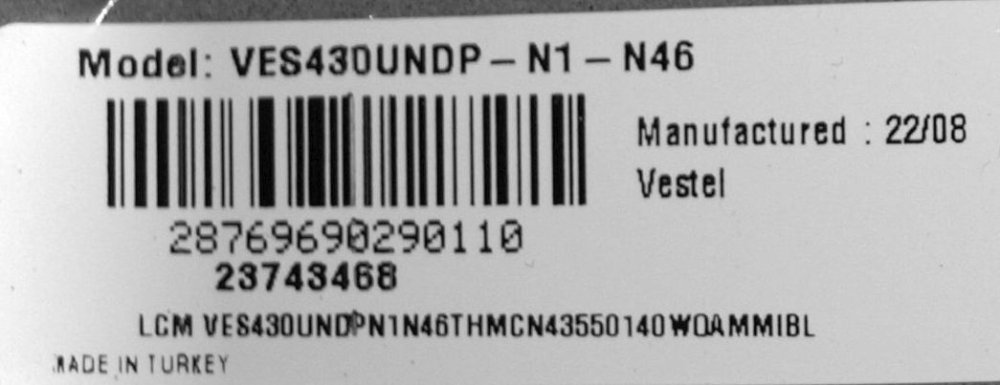 Model: VES430UNDP-N1-N46
Manufactured : 22/08
Vestel
28769690290110
23743468
LCM VES430UNDPN1N46THMCN43550140WOAMMIBL
MADE IN TURKEY